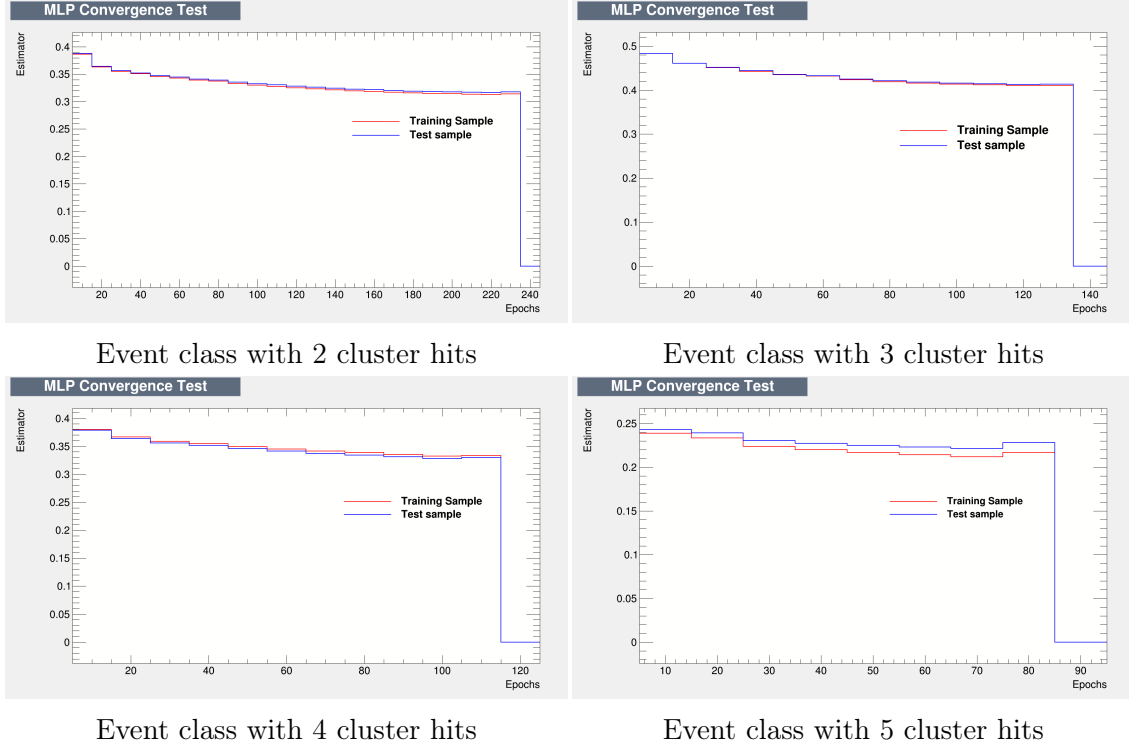 MLP Convergence Test
Estimator
0.4
0.35
0.3
0.25
0.2
0.15
0.1
0.05
0
Training Sample
Test sample
20 40 60 80 100 120 140 160 180 200 220 240
Epochs
Event class with 2 cluster hits
MLP Convergence Test
Estimator
0.5
0.4
0.3
0.2
0.1
0
Training Sample
Test sample
20 40 60 80 100 120 140
Epochs
Event class with 3 cluster hits
MLP Convergence Test
Estimator
0.4
0.35
0.3
0.25
0.2
0.15
0.1
0.05
0
Training Sample
Test sample
20 40 60 80 100 120
Epochs
Event class with 4 cluster hits
MLP Convergence Test
Estimator
0.25
0.2
0.15
0.1
0.05
0
Training Sample
Test sample
10 20 30 40 50 60 70 80 90
Epochs
Event class with 5 cluster hits